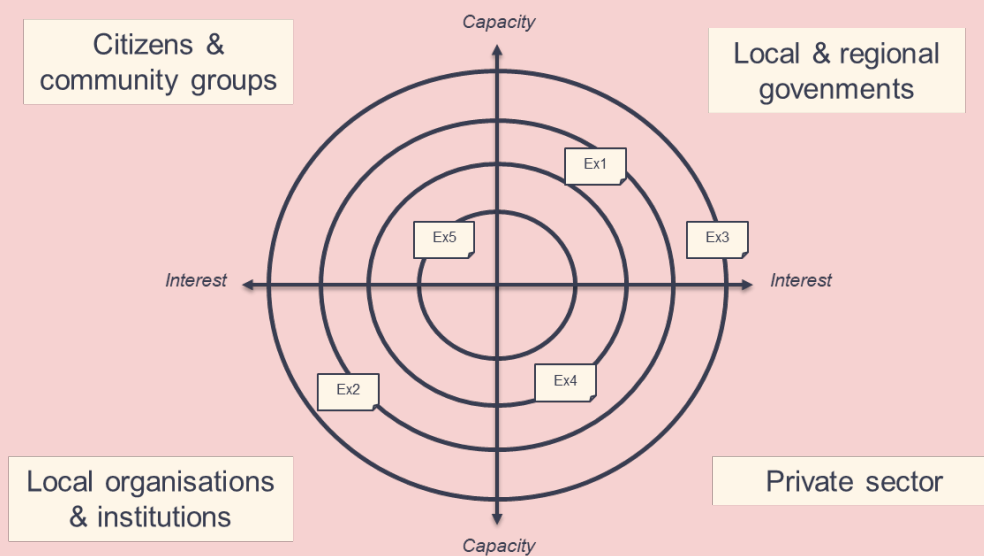 Capacity
Citizens &
community groups
Local & regional
govenments
Ex1
Ex5
Ex3
Interest
Interest
Ex4
Ex2
Local organisations
& institutions
Private sector
Capacity